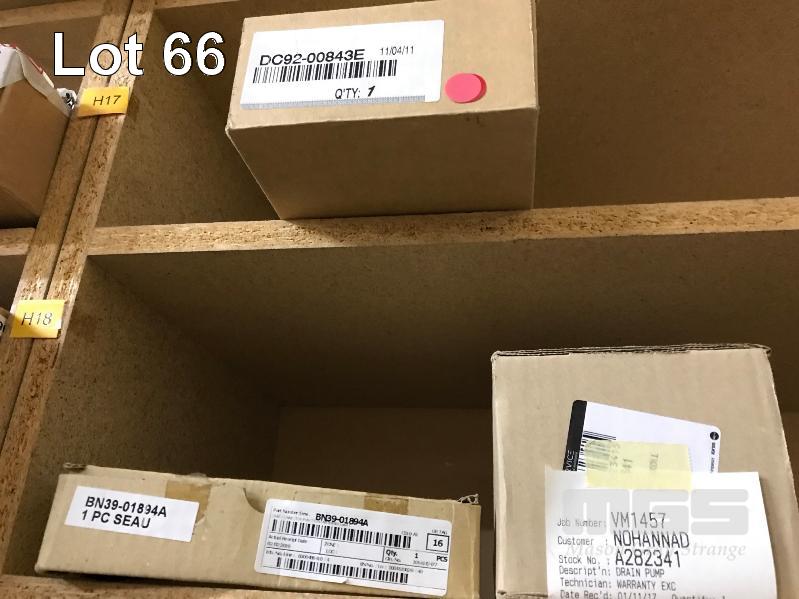 Lot 66
H17
DC92-00843E 11/04/11
Q'TY: 1
H18
BN39-01894A
1 PC SEAU
BN39-01894A
16
Qty. 1 PCS
MGS
Job Number: VM1457
Customer : NOHANNAD
Stock No. : A282341
Descript'n: DRAIN PUMP
Technician: WARRANTY EXC
Date Rec'd: 01/11/17